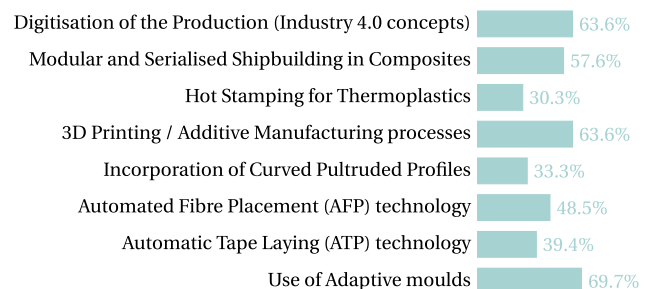 Digitisation of the Production (Industry 4.0 concepts) 63.6%
Modular and Serialised Shipbuilding in Composites 57.6%
Hot Stamping for Thermoplastics 30.3%
3D Printing / Additive Manufacturing processes 63.6%
Incorporation of Curved Pultruded Profiles 33.3%
Automated Fibre Placement (AFP) technology 48.5%
Automatic Tape Laying (ATP) technology 39.4%
Use of Adaptive moulds 69.7%